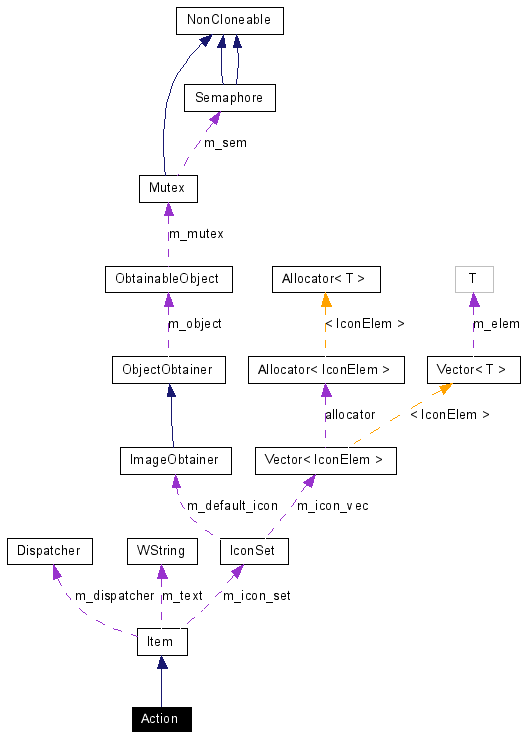 NonCloneable
Semaphore
m_sem
Mutex
m_mutex
ObtainableObject
Allocator< T >
T
m_object
< IconElem >
m_elem
ObjectObtainer
Allocator< IconElem >
Vector< T >
allocator
< IconElem >
ImageObtainer
Vector< IconElem >
m_default_icon
m_icon_vec
Dispatcher
WString
IconSet
m_dispatcher
m_text
m_icon_set
Item
Action